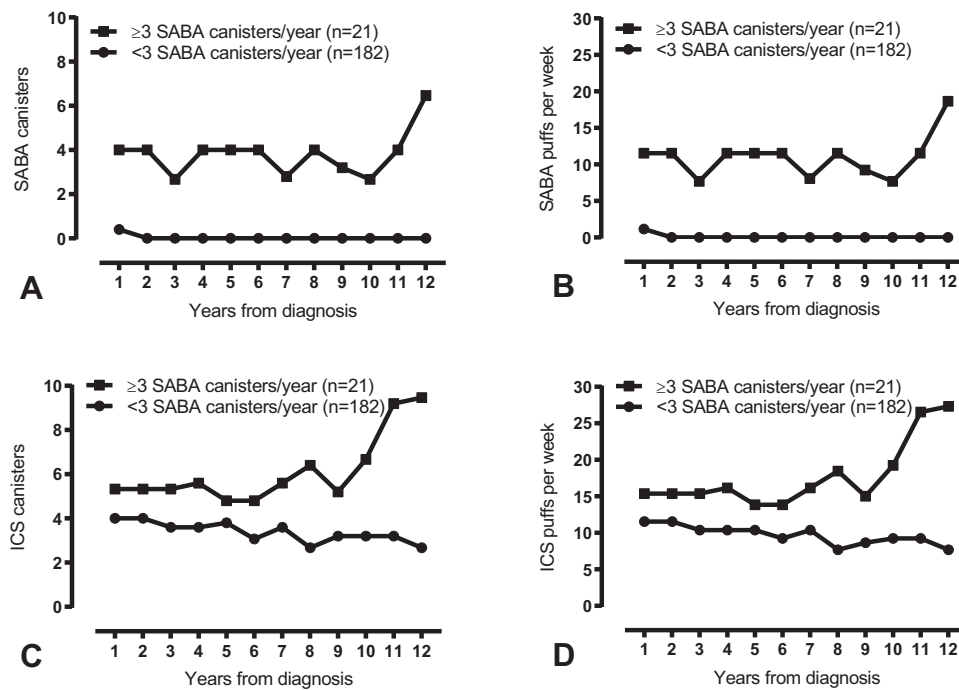 10
8
6
4
2
0
SABA canisters
≥3 SABA canisters/year (n=21)
<3 SABA canisters/year (n=182)
1 2 3 4 5 6 7 8 9 10 11 12
A
Years from diagnosis
30
25
20
15
10
5
0
SABA puffs per week
≥3 SABA canisters/year (n=21)
<3 SABA canisters/year (n=182)
1 2 3 4 5 6 7 8 9 10 11 12
B
Years from diagnosis
10
8
6
4
2
0
ICS canisters
≥3 SABA canisters/year (n=21)
<3 SABA canisters/year (n=182)
1 2 3 4 5 6 7 8 9 10 11 12
C
Years from diagnosis
30
25
20
15
10
5
0
ICS puffs per week
≥3 SABA canisters/year (n=21)
<3 SABA canisters/year (n=182)
1 2 3 4 5 6 7 8 9 10 11 12
D
Years from diagnosis